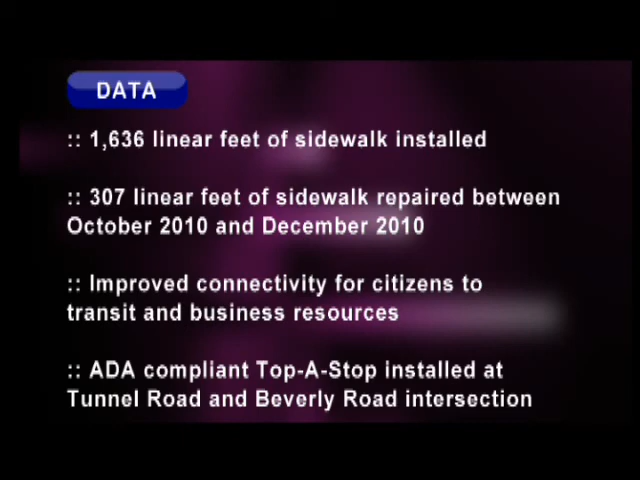 DATA
:: 1,636 linear feet of sidewalk installed
:: 307 linear feet of sidewalk repaired between
October 2010 and December 2010
:: Improved connectivity for citizens to
transit and business resources
:: ADA compliant Top-A-Stop installed at
Tunnel Road and Beverly Road intersection